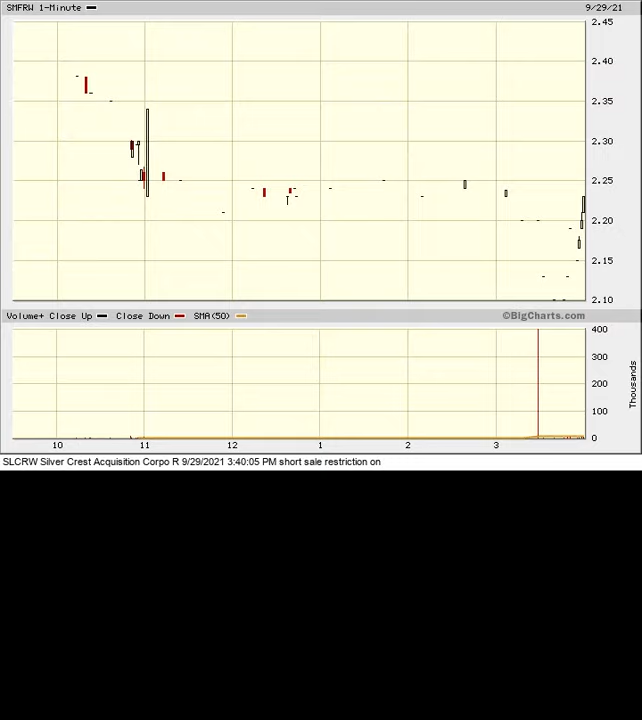 SMFRW 1-Minute 9/29/21
2.45
2.40
2.35
2.30
2.25
2.20
2.15
2.10
Volume+ Close Up Close Down SMA(50) ©BigCharts.com
400
300
200
100
0
Thousands
10 11 12 1 2 3
SLCRW Silver Crest Acquisition Corpo R 9/29/2021 3:40:05 PM short sale restriction on